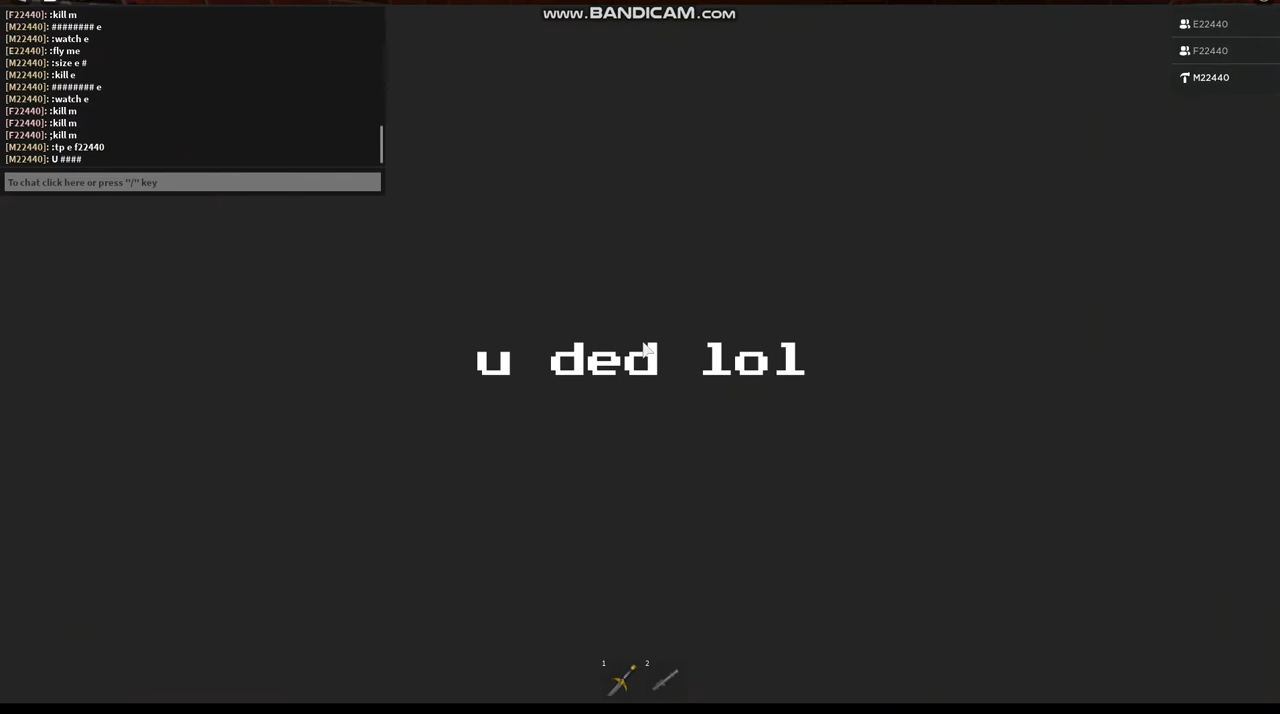 WWW.BANDICAM.COM
[F22440]: :kill m
[M22440]: ######## e
[M22440]: :watch e
[E22440]: :fly me
[M22440]: :size e #
[M22440]: :kill e
[M22440]: ######## e
[M22440]: :watch e
[F22440]: :kill m
[F22440]: :kill m
[F22440]: ;kill m
[M22440]: :tp e f22440
[M22440]: U ####
To chat click here or press "/" key
E22440
F22440
M22440
u ded lol
1
2